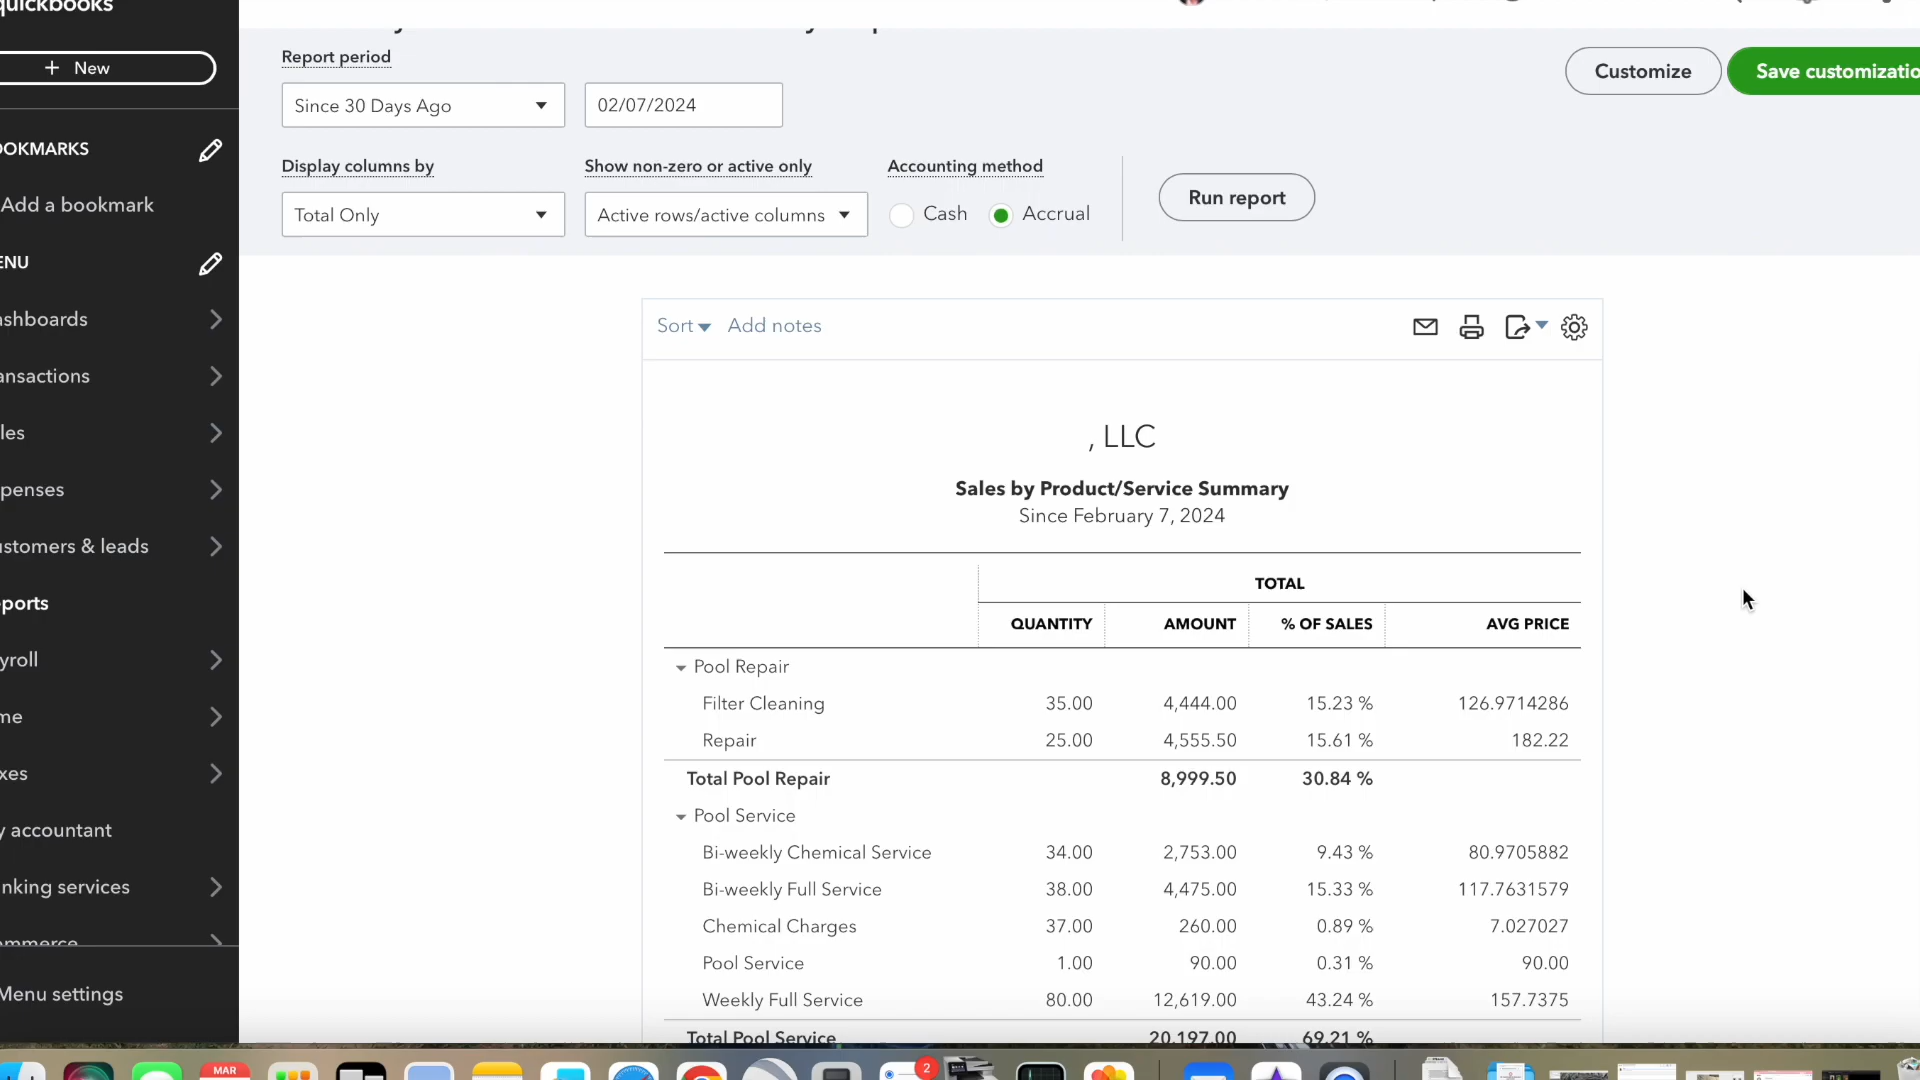 quickbooks
+ New
Report period
Since 30 Days Ago
02/07/2024
Customize
Save customizatio
OOKMARKS
Add a bookmark
Display columns by
Show non-zero or active only
Accounting method
Total Only
Active rows/active columns
Cash
Accrual
Run report
ENU
ashboards
ansactions
les
penses
ustomers & leads
ports
yroll
me
xes
y accountant
nking services
ommerce
Menu settings
Sort
Add notes
, LLC
Sales by Product/Service Summary
Since February 7, 2024
TOTAL
QUANTITY AMOUNT % OF SALES AVG PRICE
Pool Repair
Filter Cleaning 35.00 4,444.00 15.23 % 126.9714286
Repair 25.00 4,555.50 15.61 % 182.22
Total Pool Repair 8,999.50 30.84 %
Pool Service
Bi-weekly Chemical Service 34.00 2,753.00 9.43 % 80.9705882
Bi-weekly Full Service 38.00 4,475.00 15.33 % 117.7631579
Chemical Charges 37.00 260.00 0.89 % 7.027027
Pool Service 1.00 90.00 0.31 % 90.00
Weekly Full Service 80.00 12,619.00 43.24 % 157.7375
Total Pool Service 20,197.00 69.21 %
MAR
2